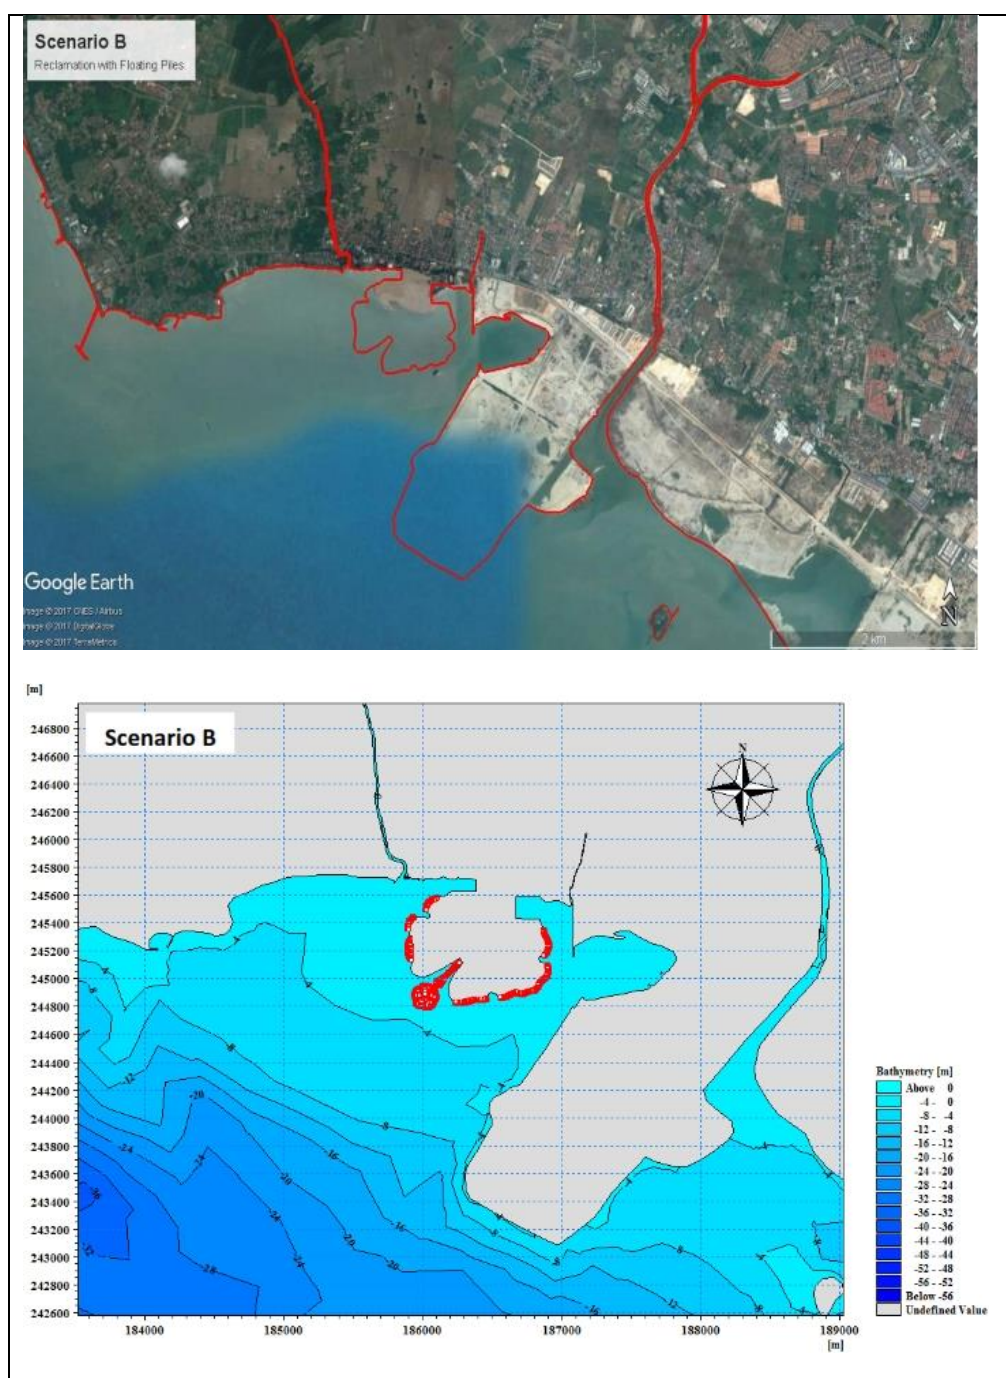 Scenario B
Reclamation with Floating Piles
Google Earth
Image © 2017 CNES / Airbus
Image © 2017 DigitalGlobe
Image © 2017 TerraMetrics
N
2 km
[m]
Scenario B
N
246800
246600
246400
246200
246000
245800
245600
245400
245200
245000
244800
244600
244400
244200
244000
243800
243600
243400
243200
243000
242800
242600
184000 185000 186000 187000 188000 189000
[m]
Bathymetry [m]
Above 0
-4 - 0
-8 - -4
-12 - -8
-16 - -12
-20 - -16
-24 - -20
-28 - -24
-32 - -28
-36 - -32
-40 - -36
-44 - -40
-48 - -44
-52 - -48
-56 - -52
Below -56
Undefined Value